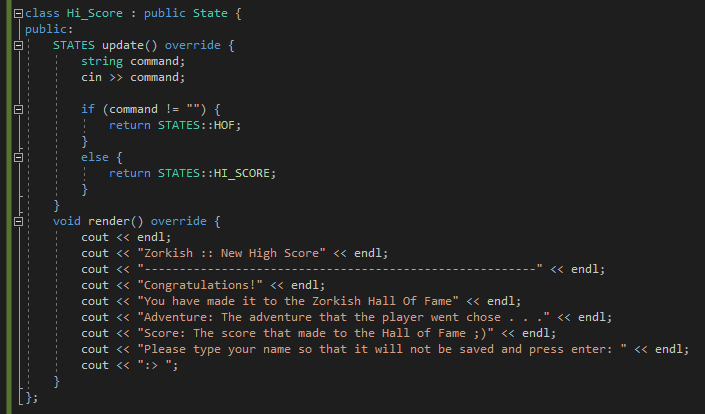 class Hi_Score : public State {
public:
    STATES update() override {
        string command;
        cin >> command;

        if (command != "") {
            return STATES::HOF;
        }
        else {
            return STATES::HI_SCORE;
        }
    }
    void render() override {
        cout << endl;
        cout << "Zorkish :: New High Score" << endl;
        cout << "--------------------------------------------------------" << endl;
        cout << "Congratulations!" << endl;
        cout << "You have made it to the Zorkish Hall Of Fame" << endl;
        cout << "Adventure: The adventure that the player went chose . . ." << endl;
        cout << "Score: The score that made to the Hall of Fame ;)" << endl;
        cout << "Please type your name so that it will not be saved and press enter: " << endl;
        cout << ":> ";
    }
};